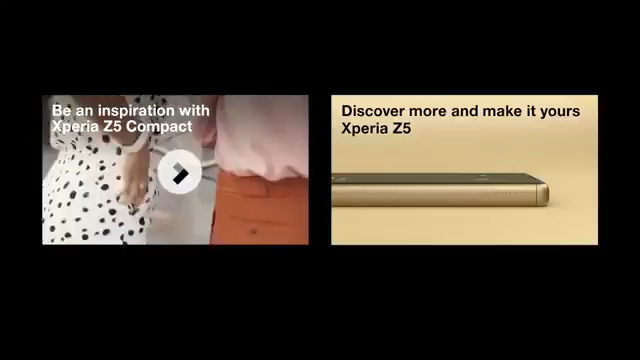 Be an inspiration with
Xperia Z5 Compact
Discover more and make it yours
Xperia Z5